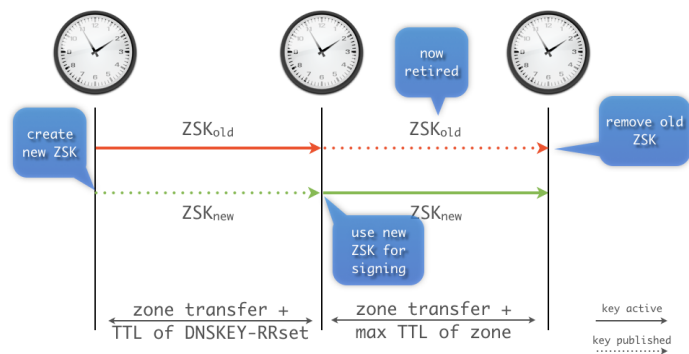 now
retired
create
new ZSK
ZSKold
ZSKold
remove old
ZSK
ZSKnew
ZSKnew
use new
ZSK for
signing
zone transfer +
TTL of DNSKEY-RRset
zone transfer +
max TTL of zone
key active
key published